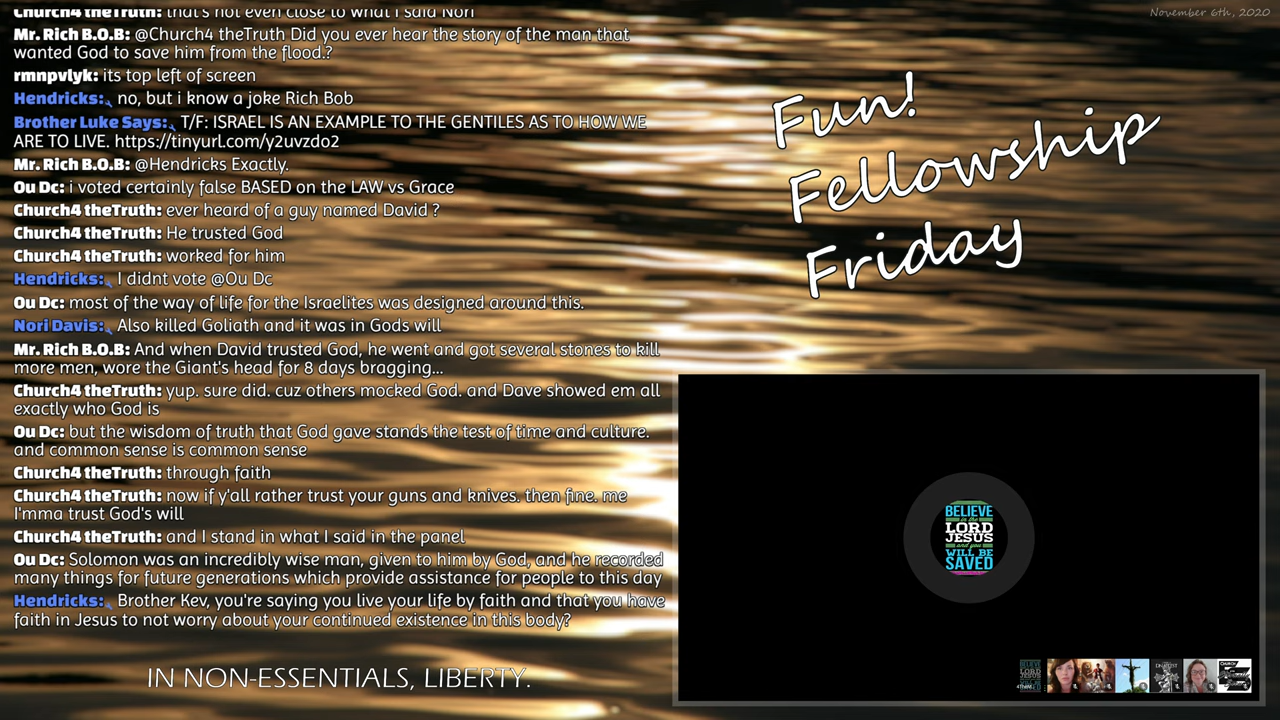 Church4 theTruth: that's not even close to what I said Nori
Mr. Rich B.O.B: @Church4 theTruth Did you ever hear the story of the man that
wanted God to save him from the flood.?
rmnpvlyk: its top left of screen
Hendricks: no, but i know a joke Rich Bob
Brother Luke Says: T/F: ISRAEL IS AN EXAMPLE TO THE GENTILES AS TO HOW WE
ARE TO LIVE. https://tinyurl.com/y2uvzdo2
Mr. Rich B.O.B: @Hendricks Exactly.
Ou Dc: i voted certainly false BASED on the LAW vs Grace
Church4 theTruth: ever heard of a guy named David ?
Church4 theTruth: He trusted God
Church4 theTruth: worked for him
Hendricks: I didnt vote @Ou Dc
Ou Dc: most of the way of life for the Israelites was designed around this.
Nori Davis: Also killed Goliath and it was in Gods will
Mr. Rich B.O.B: And when David trusted God, he went and got several stones to kill
more men, wore the Giant's head for 8 days bragging...
Church4 theTruth: yup. sure did. cuz others mocked God. and Dave showed em all
exactly who God is
Ou Dc: but the wisdom of truth that God gave stands the test of time and culture.
and common sense is common sense
Church4 theTruth: through faith
Church4 theTruth: now if y'all rather trust your guns and knives. then fine. me
I'mma trust God's will
Church4 theTruth: and I stand in what I said in the panel
Ou Dc: Solomon was an incredibly wise man, given to him by God, and he recorded
many things for future generations which provide assistance for people to this day
Hendricks: Brother Kev, you're saying you live your life by faith and that you have
faith in Jesus to not worry about your continued existence in this body?
IN NON-ESSENTIALS, LIBERTY.
November 6th, 2020
Fun!
Fellowship
Friday
BELIEVE
in the
LORD
JESUS
and you
WILL BE
SAVED